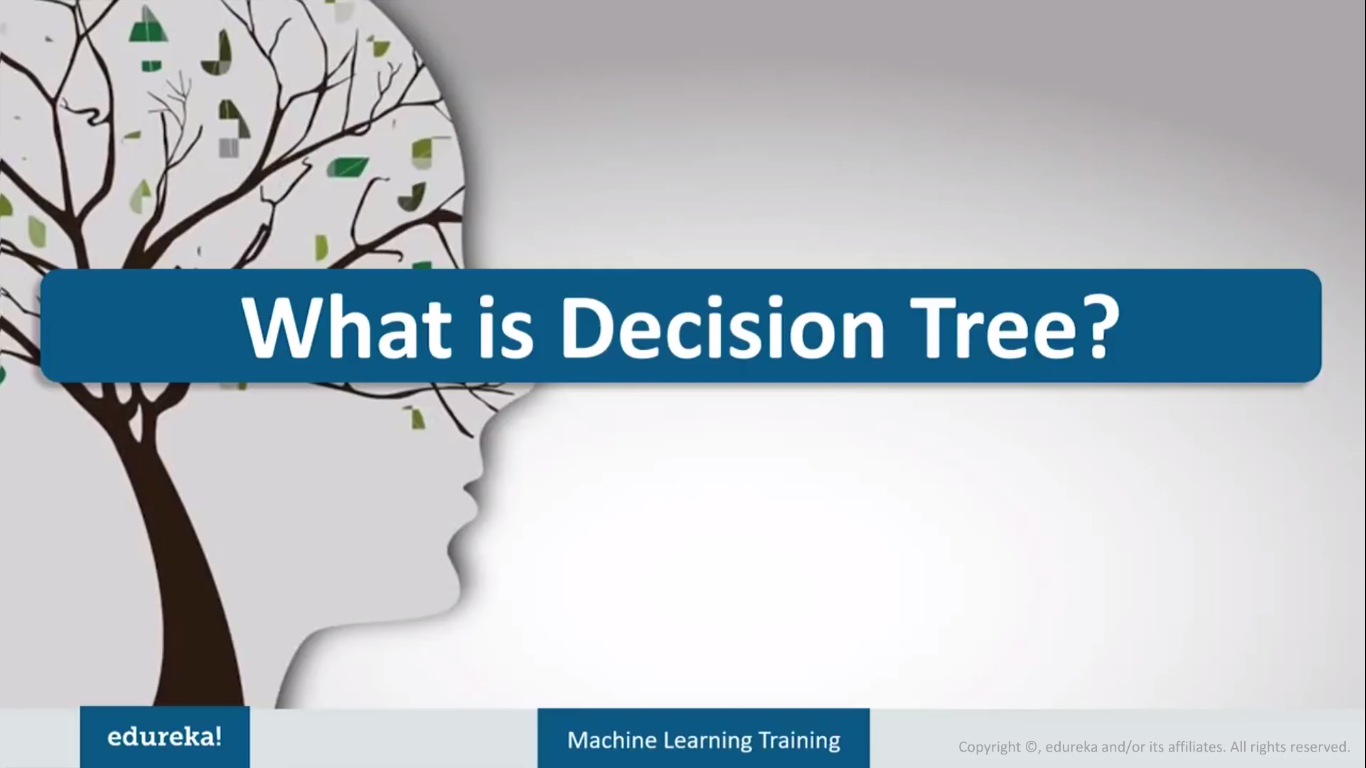 What is Decision Tree?
edureka!
Machine Learning Training
Copyright ©, edureka and/or its affiliates. All rights reserved.